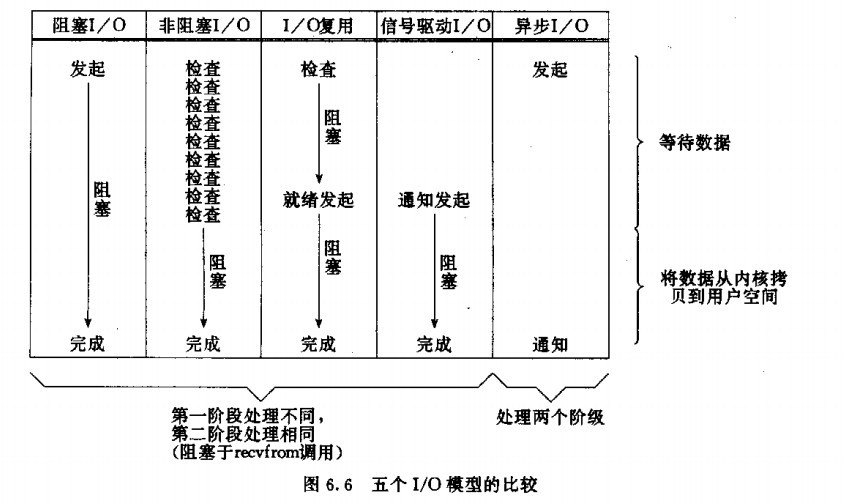 阻塞I/O 非阻塞I/O I/O复用 信号驱动I/O 异步I/O
发起 检查 检查 发起
检查
检查
检查
检查
检查
检查
检查
检查
阻塞
等待数据
阻塞
就绪发起 通知发起
阻塞
阻塞
阻塞
将数据从内核拷
贝到用户空间
完成 完成 完成 完成 通知
第一阶段处理不同，
第二阶段处理相同
（阻塞于recvfrom调用）
处理两个阶级
图 6.6 五个 I/O 模型的比较